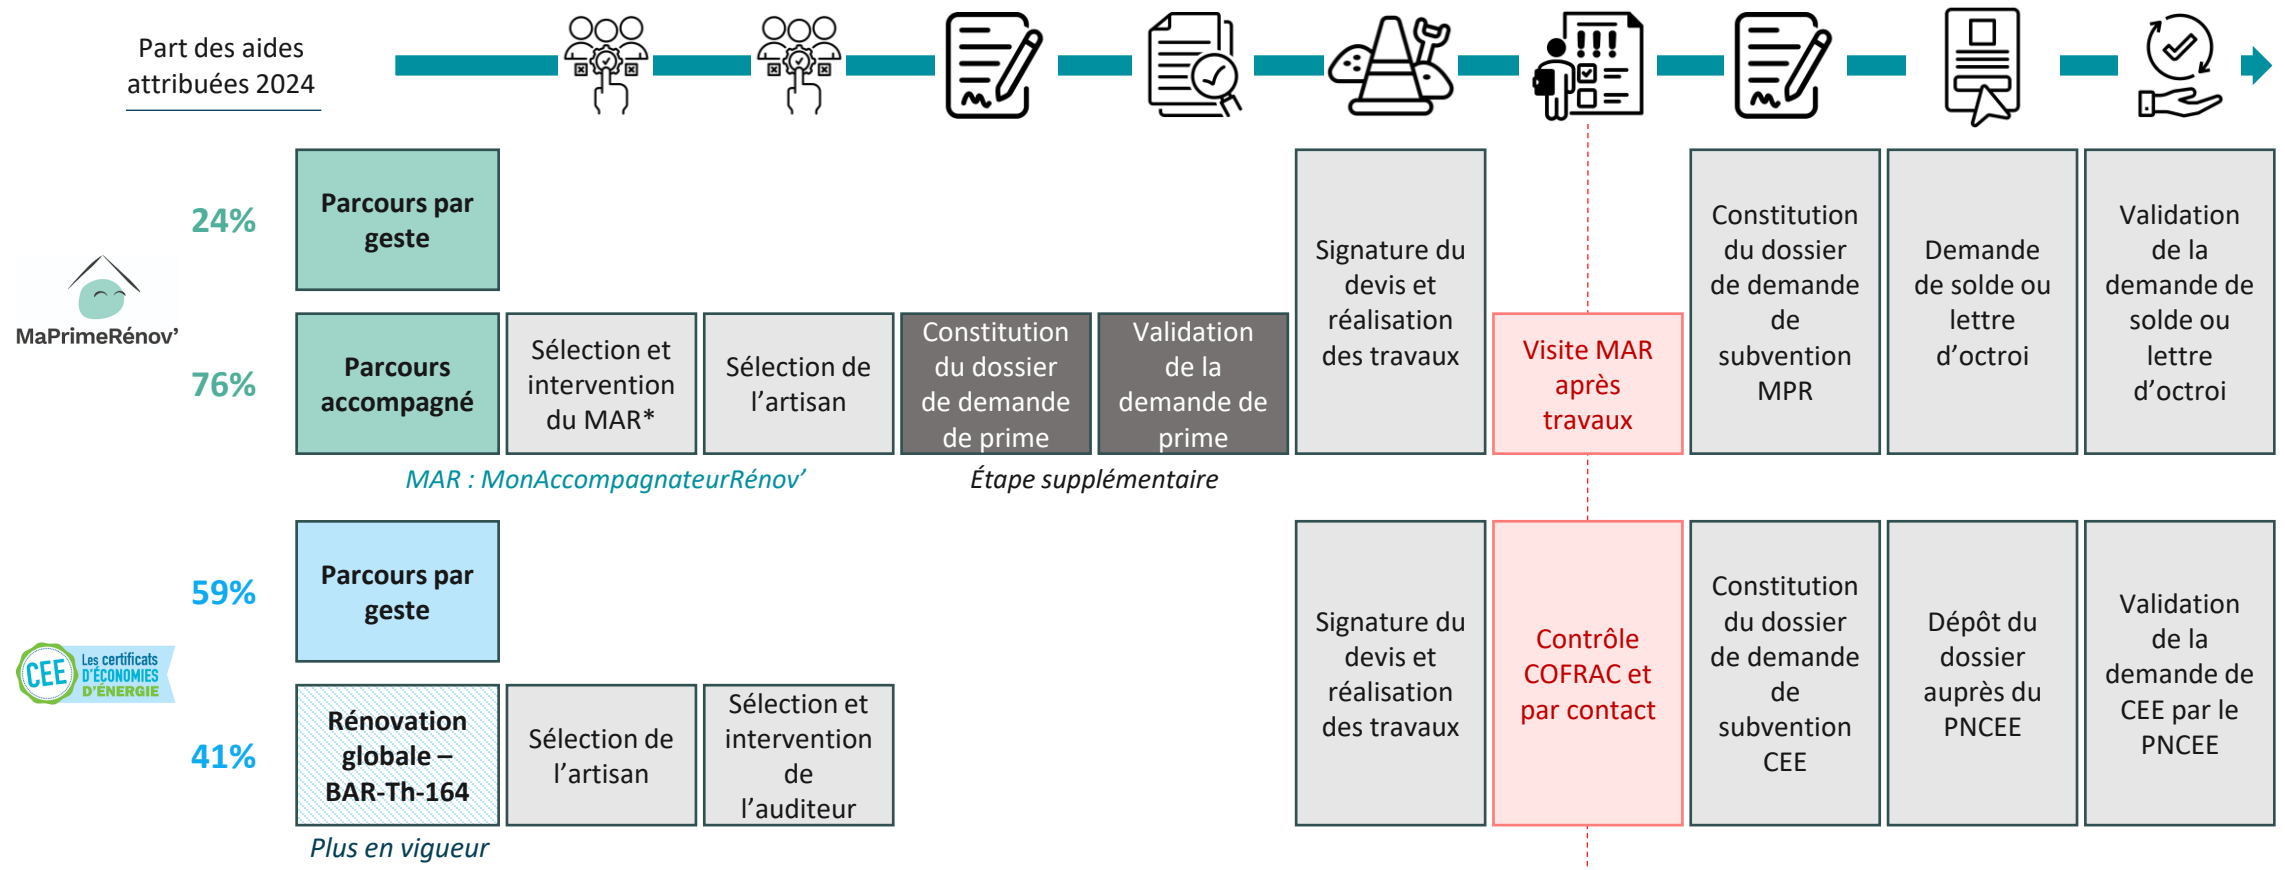 Part des aides
attribuées 2024
!!!
24%
Parcours par
geste
Signature du
devis et
réalisation
des travaux
Constitution
du dossier
de demande
de
subvention
MPR
Demande
de solde ou
lettre
d’octroi
Validation
de la
demande de
solde ou
lettre
d’octroi
MaPrimeRénov’
76%
Parcours
accompagné
Sélection et
intervention
du MAR*
Sélection de
l’artisan
Constitution
du dossier
de demande
de prime
Validation
de la
demande de
prime
Visite MAR
après
travaux
MAR : MonAccompagnateurRénov’
Étape supplémentaire
59%
Parcours par
geste
Signature du
devis et
réalisation
des travaux
Contrôle
COFRAC et
par contact
Constitution
du dossier
de demande
de
subvention
CEE
Dépôt du
dossier
auprès du
PNCEE
Validation
de la
demande de
CEE par le
PNCEE
CEE
Les certificats
D’ÉCONOMIES
D’ÉNERGIE
41%
Rénovation
globale –
BAR-Th-164
Sélection de
l’artisan
Sélection et
intervention
de
l’auditeur
Plus en vigueur